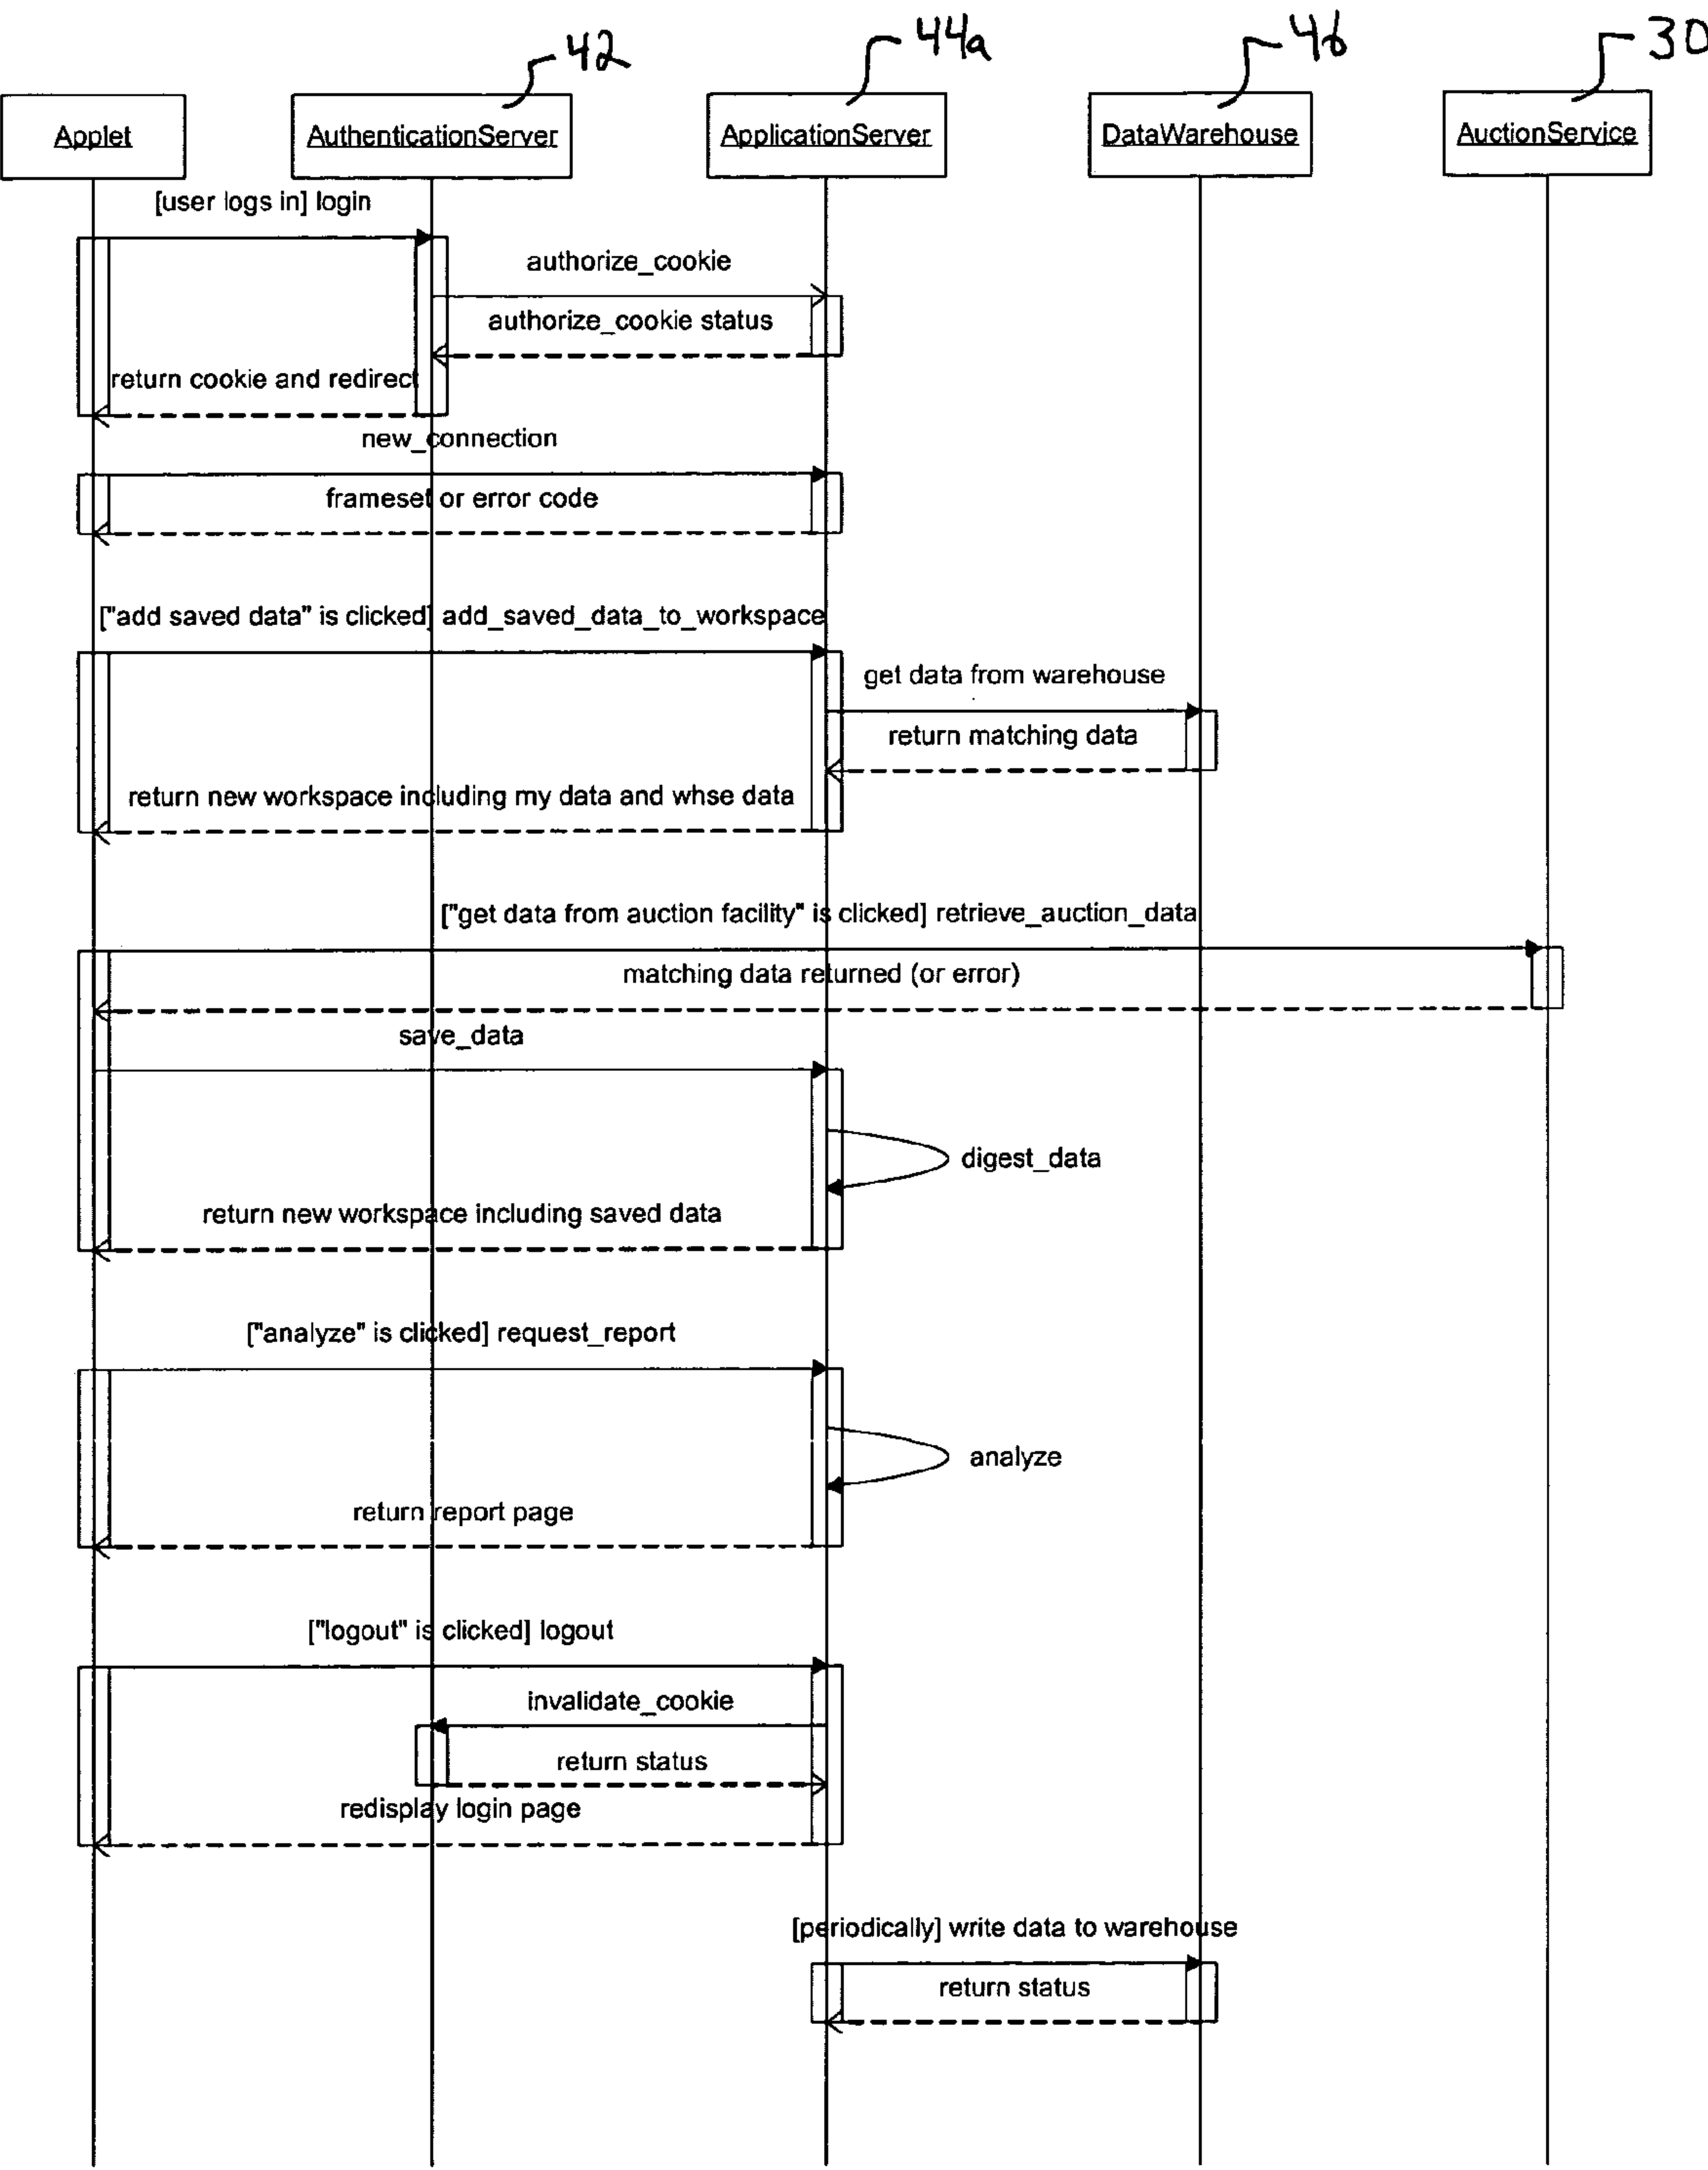 42
44a
30
Applet
AuthenticationServer
ApplicationServer
DataWarehouse
AuctionService
[user logs in] login
authorize_cookie
authorize_cookie status
return cookie and redirect
new_connection
frameset or error code
["add saved data" is clicked] add_saved_data_to_workspace
get data from warehouse
return matching data
return new workspace including my data and whse data
["get data from auction facility" is clicked] retrieve_auction_data
matching data returned (or error)
save_data
digest_data
return new workspace including saved data
["analyze" is clicked] request_report
analyze
return report page
["logout" is clicked] logout
invalidate_cookie
return status
redisplay login page
[periodically] write data to warehouse
return status